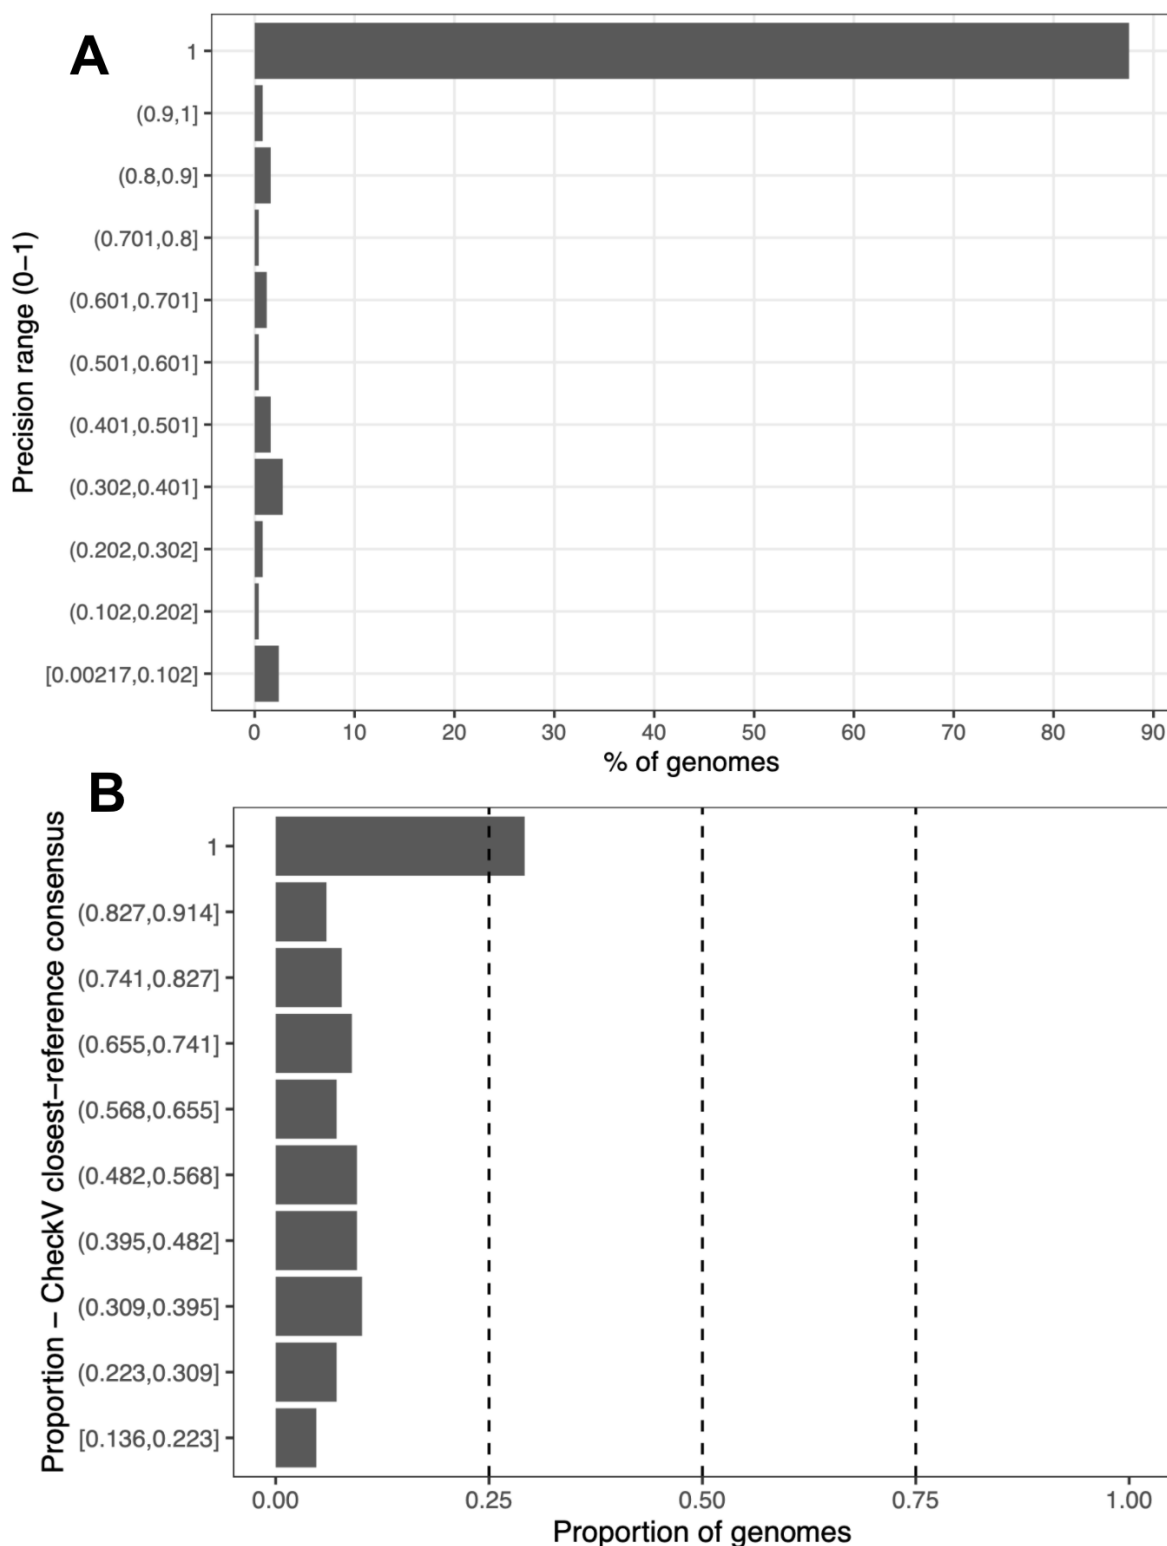 A
Precision range (0−1)
1
(0.9,1]
(0.8,0.9]
(0.701,0.8]
(0.601,0.701]
(0.501,0.601]
(0.401,0.501]
(0.302,0.401]
(0.202,0.302]
(0.102,0.202]
[0.00217,0.102]
0 10 20 30 40 50 60 70 80 90
% of genomes
B
Proportion − CheckV closest−reference consensus
1
(0.827,0.914]
(0.741,0.827]
(0.655,0.741]
(0.568,0.655]
(0.482,0.568]
(0.395,0.482]
(0.309,0.395]
(0.223,0.309]
[0.136,0.223]
0.00 0.25 0.50 0.75 1.00
Proportion of genomes